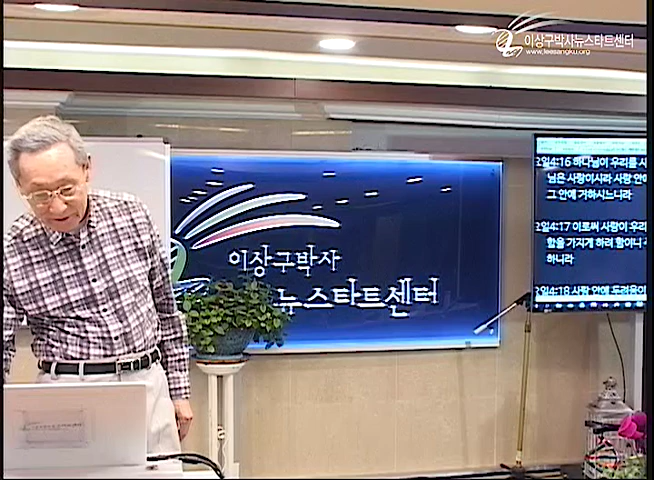 이상구박사뉴스타트센터
www.leesangku.org
이상구박사
뉴스타트센터
요일4:16 하나님이 우리를 사
님은 사랑이시라 사랑 안에
그 안에 거하시느니라
요일4:17 이로써 사랑이 우리
함을 가지게 하려 함이니
하니라
요일4:18 사랑 안에 두려움이